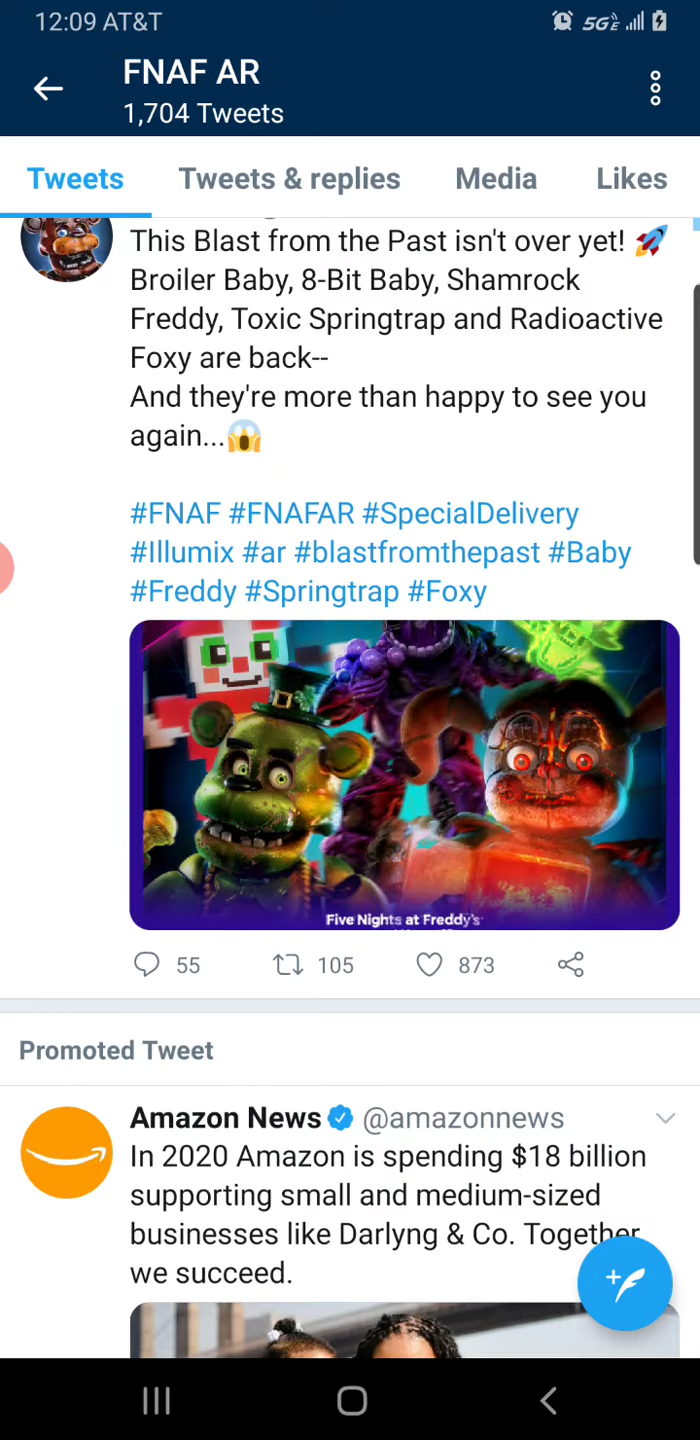 12:09 AT&T
FNAF AR
1,704 Tweets
Tweets Tweets & replies Media Likes
This Blast from the Past isn't over yet! 🚀
Broiler Baby, 8-Bit Baby, Shamrock
Freddy, Toxic Springtrap and Radioactive
Foxy are back--
And they're more than happy to see you
again...😱
#FNAF #FNAFAR #SpecialDelivery
#Illumix #ar #blastfromthepast #Baby
#Freddy #Springtrap #Foxy
Five Nights at Freddy's
55 105 873
Promoted Tweet
Amazon News @amazonnews
In 2020 Amazon is spending $18 billion
supporting small and medium-sized
businesses like Darlyng & Co. Together
we succeed.